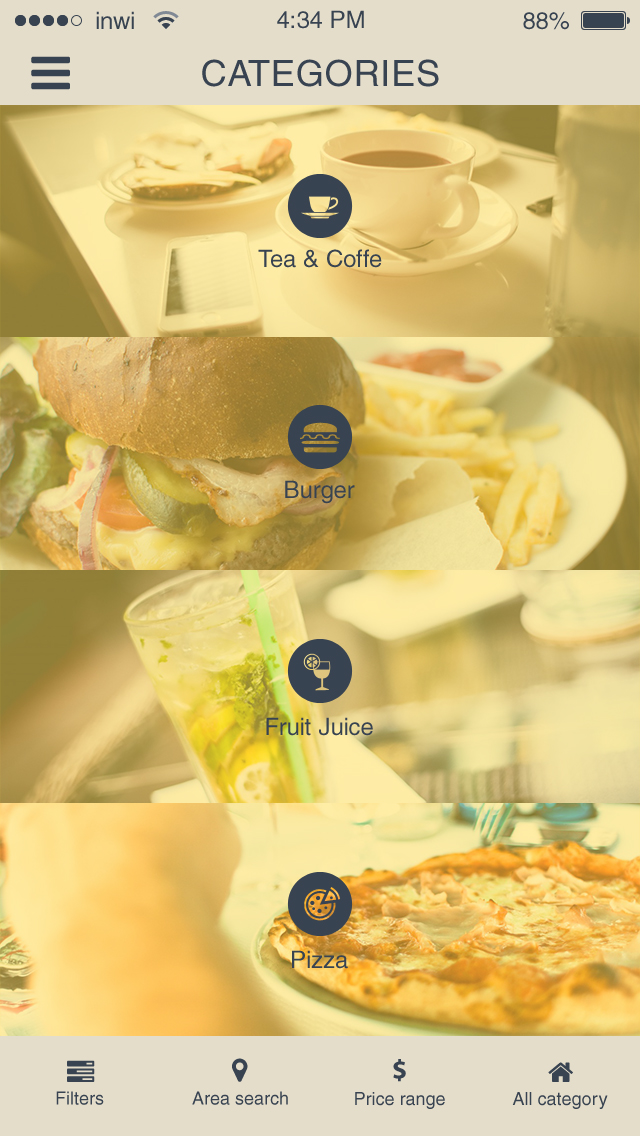 inwi 4:34 PM 88%
CATEGORIES
Tea & Coffe
Burger
Fruit Juice
Pizza
Filters Area search Price range All category